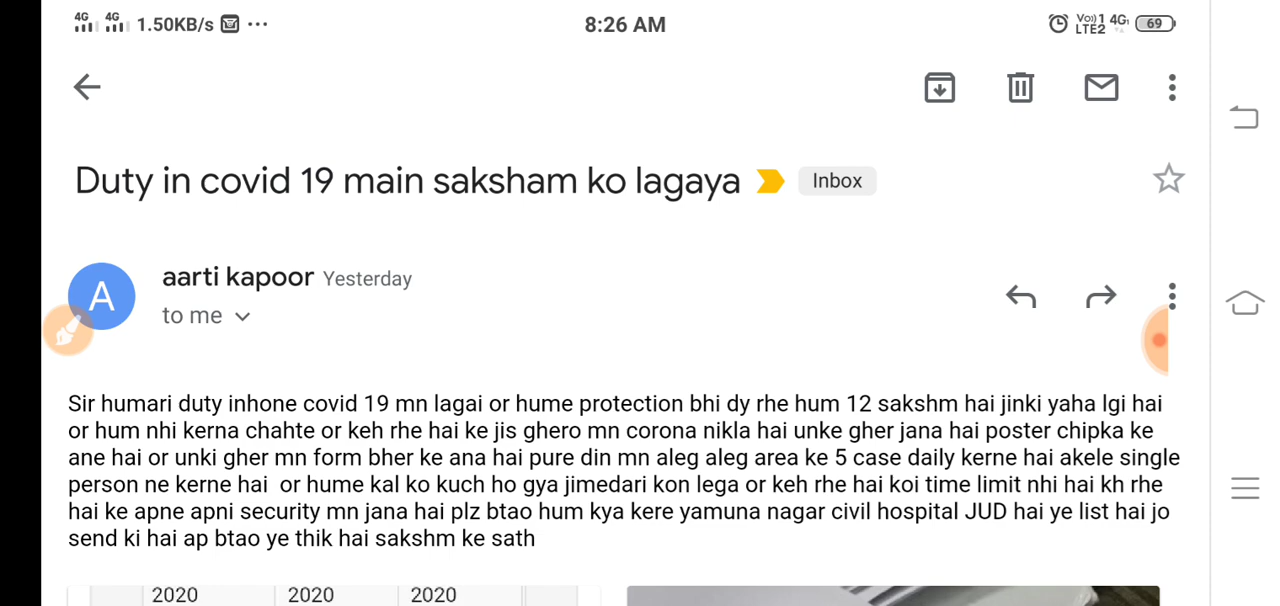 4G 4G 1.50KB/s 8:26 AM Vo)) 1 4G LTE2 69
Duty in covid 19 main saksham ko lagaya Inbox
A aarti kapoor Yesterday
to me
Sir humari duty inhone covid 19 mn lagai or hume protection bhi dy rhe hum 12 sakshm hai jinki yaha lgi hai
or hum nhi kerna chahte or keh rhe hai ke jis ghero mn corona nikla hai unke gher jana hai poster chipka ke
ane hai or unki gher mn form bher ke ana hai pure din mn aleg aleg area ke 5 case daily kerne hai akele single
person ne kerne hai or hume kal ko kuch ho gya jimedari kon lega or keh rhe hai koi time limit nhi hai kh rhe
hai ke apne apni security mn jana hai plz btao hum kya kere yamuna nagar civil hospital JUD hai ye list hai jo
send ki hai ap btao ye thik hai sakshm ke sath
2020 2020 2020